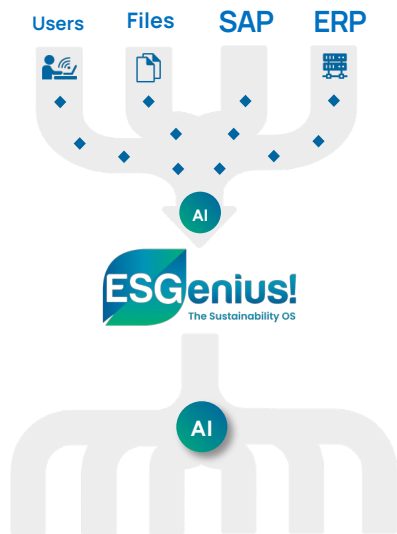 Users Files SAP ERP
AI
ESGenius!
The Sustainability OS
AI